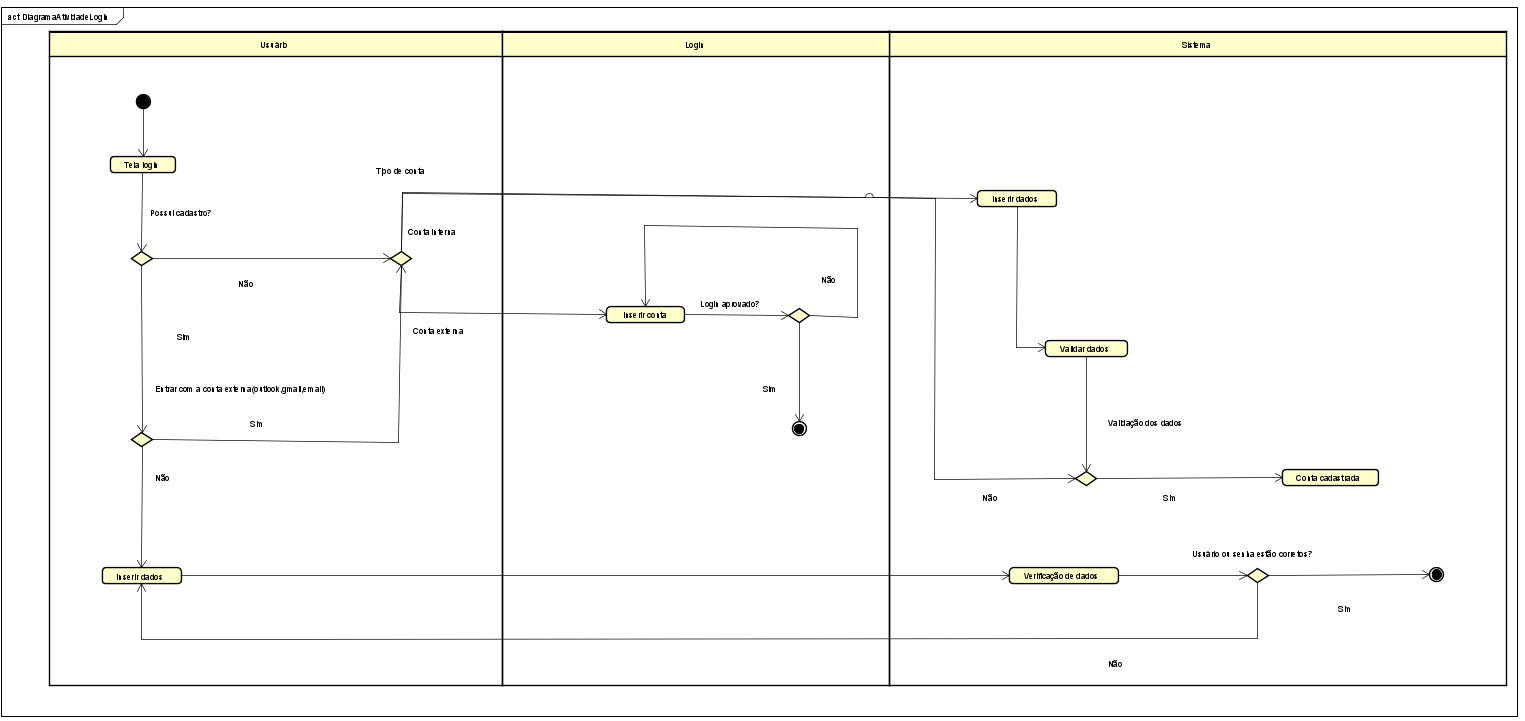 act DiagramaAtividadeLogin
Usuário
Login
Sistema
Tela login
Tipo de conta
Inserir dados
Possui cadastro?
Conta interna
Não
Não
Login aprovado?
Inserir conta
Conta externa
Sim
Validar dados
Entrar com a conta externa(outlook,gmail,email)
Sim
Sim
Validação dos dados
Não
Conta cadastrada
Não
Sim
Usuário ou senha estão corretos?
Inserir dados
Verificação de dados
Sim
Não